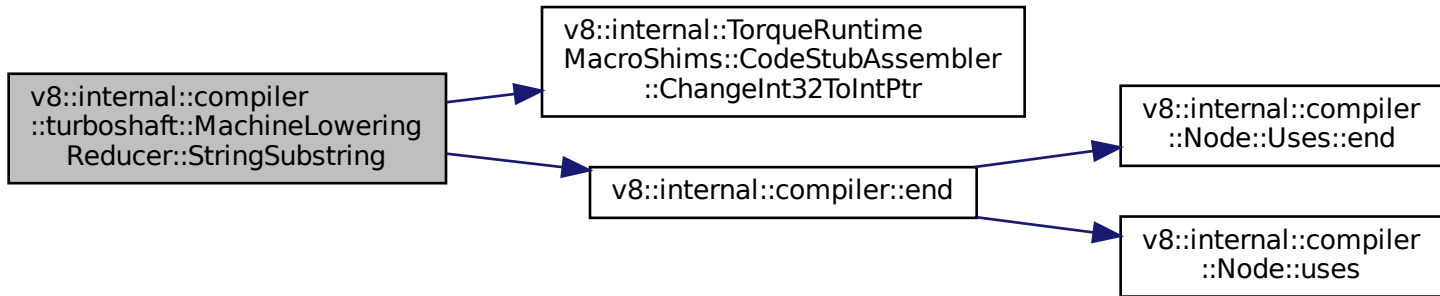 v8::internal::compiler
::turboshaft::MachineLowering
Reducer::StringSubstring
v8::internal::TorqueRuntime
MacroShims::CodeStubAssembler
::ChangeInt32ToIntPtr
v8::internal::compiler::end
v8::internal::compiler
::Node::Uses::end
v8::internal::compiler
::Node::uses